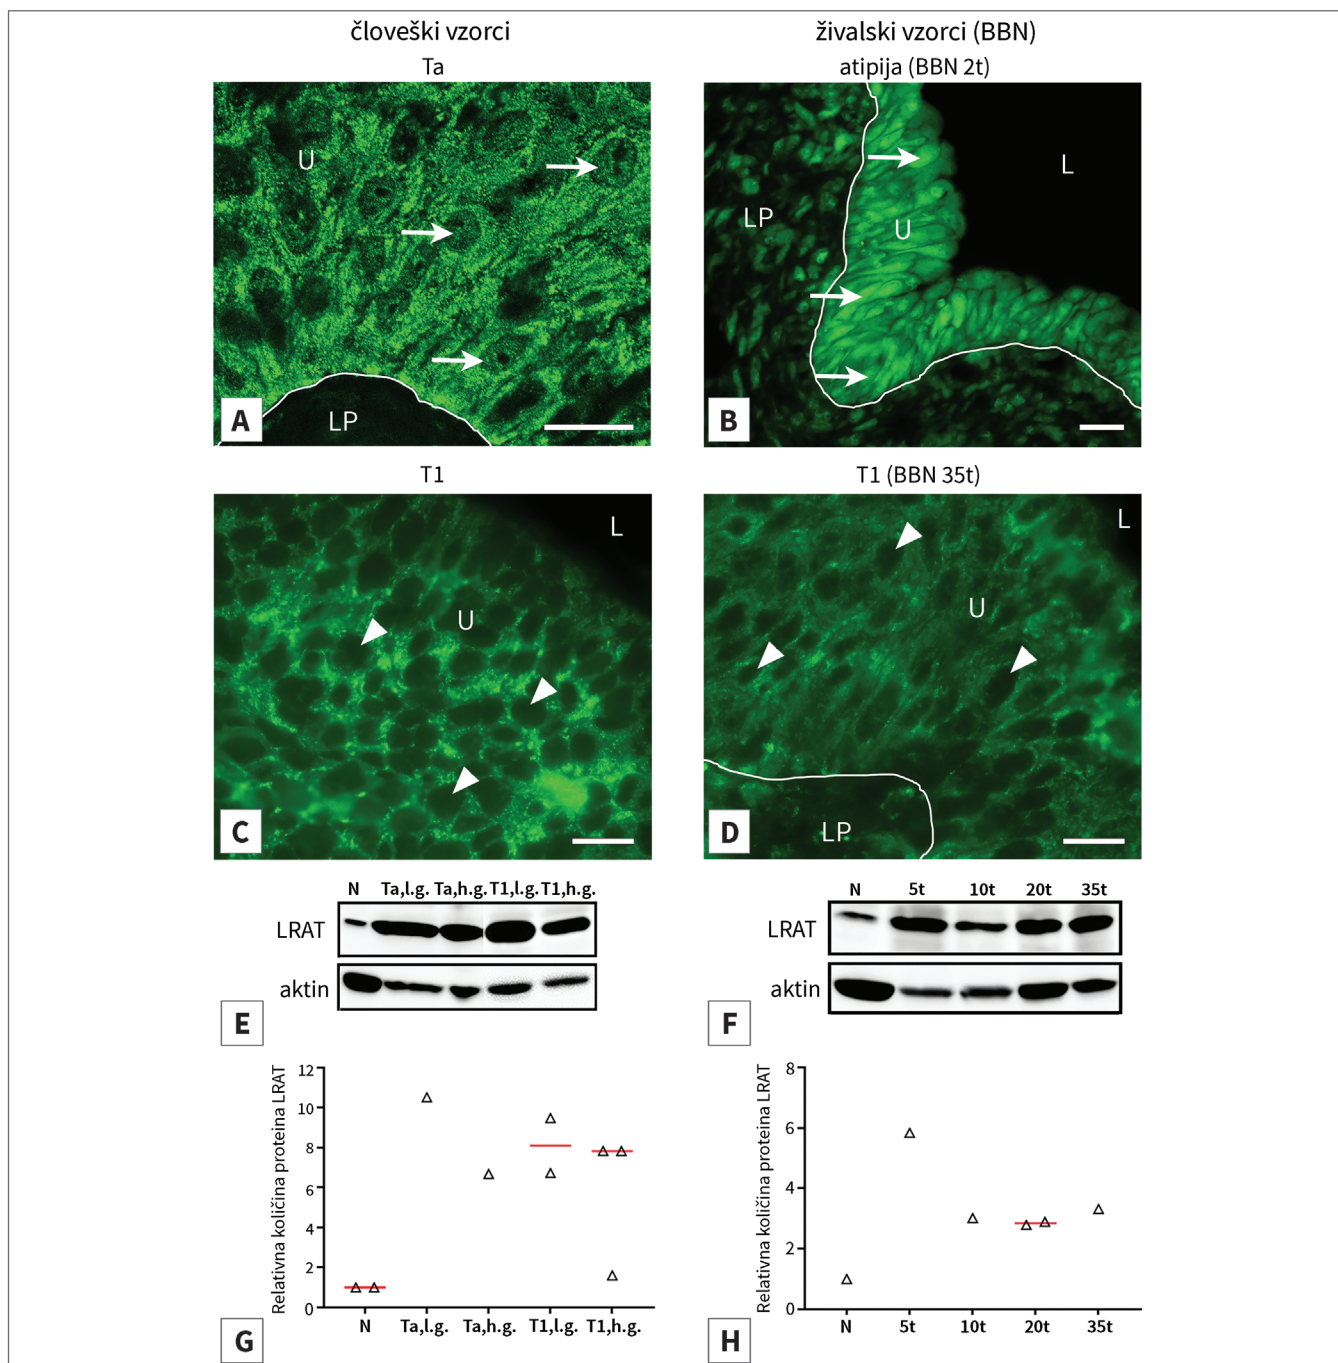 človeški vzorci
živalski vzorci (BBN)
Ta
atipija (BBN 2t)
U
LP
A
L
LP
U
B
T1
T1 (BBN 35t)
L
U
C
L
U
LP
D
N Ta,l.g. Ta,h.g. T1,l.g. T1,h.g.
LRAT
aktin
E
N 5t 10t 20t 35t
LRAT
aktin
F
Relativna količina proteina LRAT
12
10
8
6
4
2
0
N Ta,l.g. Ta,h.g. T1,l.g. T1,h.g.
G
Relativna količina proteina LRAT
8
6
4
2
0
N 5t 10t 20t 35t
H